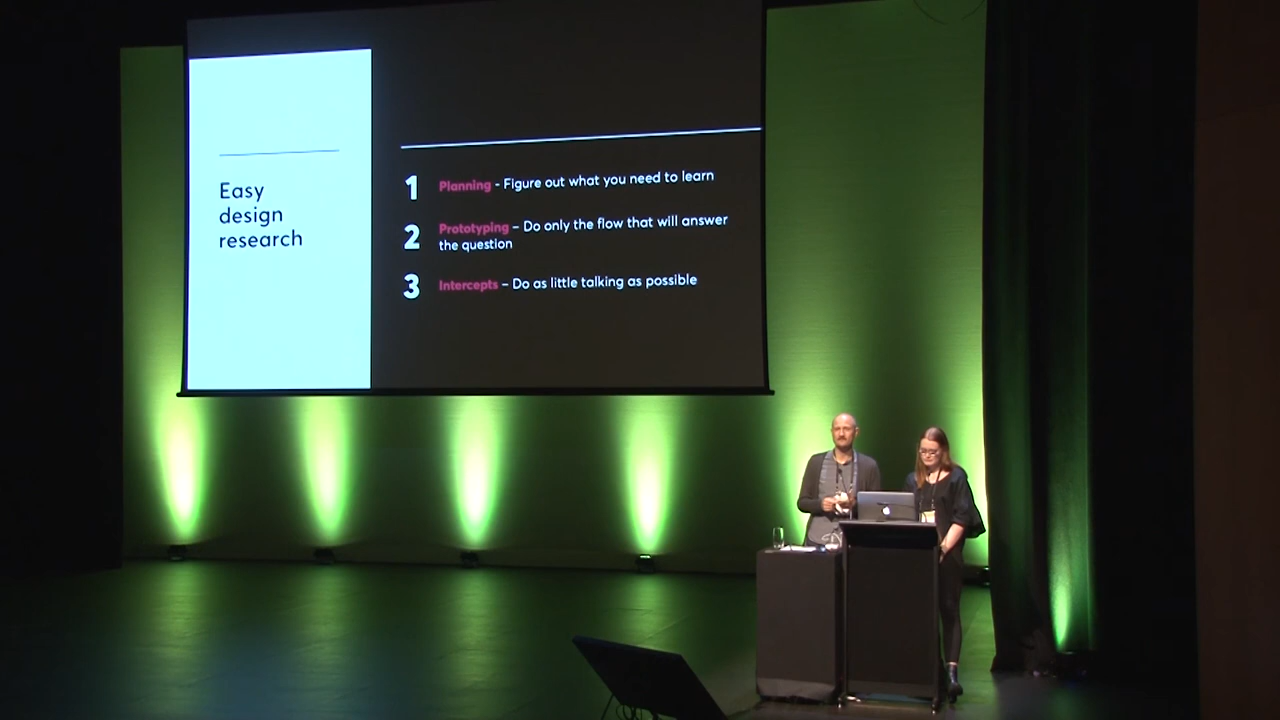 Easy
design
research
1 Planning - Figure out what you need to learn
2 Prototyping – Do only the flow that will answer
the question
3 Intercepts – Do as little talking as possible